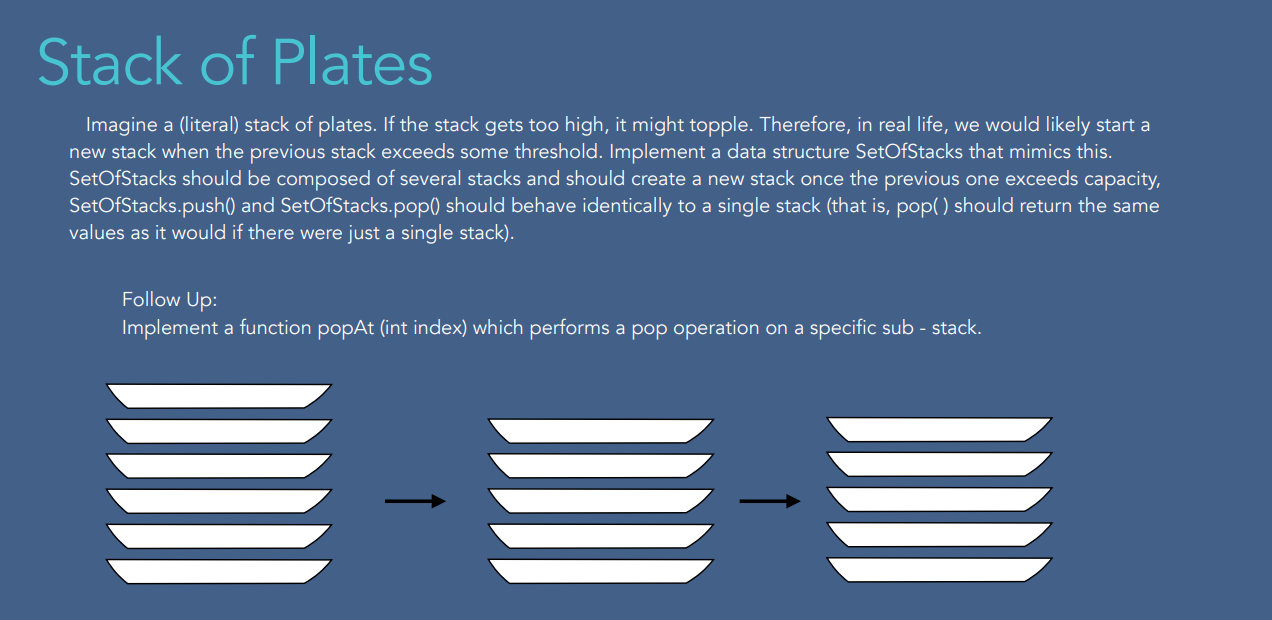 Stack of Plates
Imagine a (literal) stack of plates. If the stack gets too high, it might topple. Therefore, in real life, we would likely start a
new stack when the previous stack exceeds some threshold. Implement a data structure SetOfStacks that mimics this.
SetOfStacks should be composed of several stacks and should create a new stack once the previous one exceeds capacity,
SetOfStacks.push() and SetOfStacks.pop() should behave identically to a single stack (that is, pop( ) should return the same
values as it would if there were just a single stack).
Follow Up:
Implement a function popAt (int index) which performs a pop operation on a specific sub - stack.